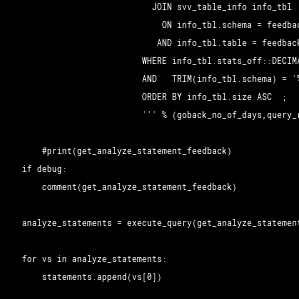 JOIN svv_table_info info_tbl
ON info_tbl.schema = feedbac
AND info_tbl.table = feedback
WHERE info_tbl.stats_off::DECIMA
AND   TRIM(info_tbl.schema) = '%
ORDER BY info_tbl.size ASC  ;
''' % (goback_no_of_days,query_r
#print(get_analyze_statement_feedback)
if debug:
comment(get_analyze_statement_feedback)
analyze_statements = execute_query(get_analyze_statement
for vs in analyze_statements:
statements.append(vs[0])